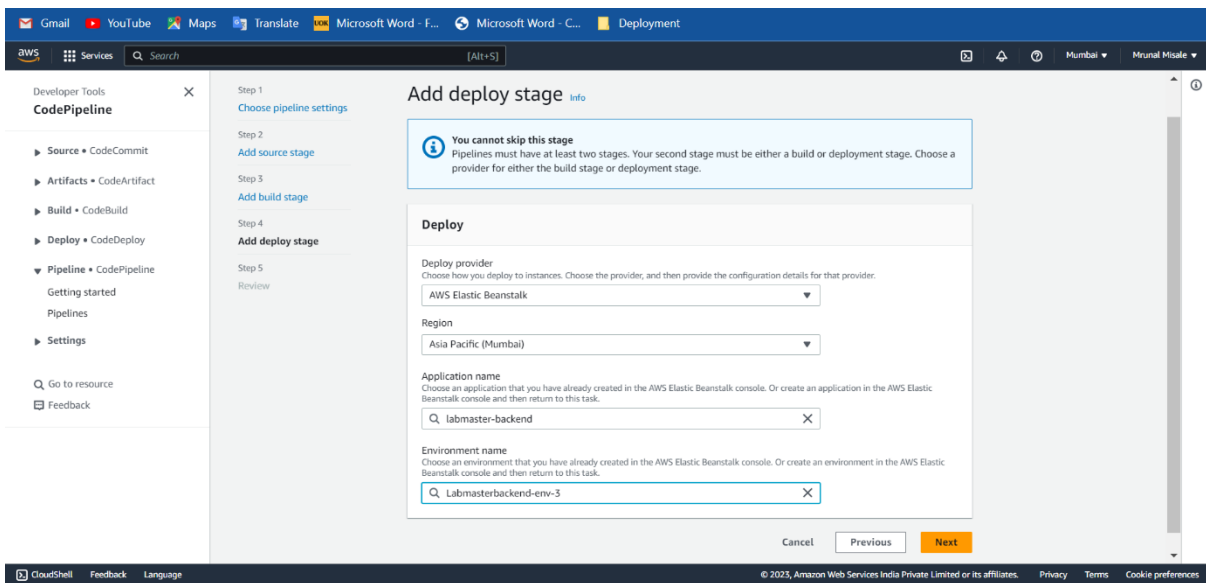 Gmail YouTube Maps Translate UOK Microsoft Word - F... Microsoft Word - C... Deployment
aws Services Search [Alt+S] Mumbai Mrunal Misale
Developer Tools
CodePipeline
Source • CodeCommit
Artifacts • CodeArtifact
Build • CodeBuild
Deploy • CodeDeploy
Pipeline • CodePipeline
Getting started
Pipelines
Settings
Go to resource
Feedback
Step 1
Choose pipeline settings
Step 2
Add source stage
Step 3
Add build stage
Step 4
Add deploy stage
Step 5
Review
Add deploy stage Info
You cannot skip this stage
Pipelines must have at least two stages. Your second stage must be either a build or deployment stage. Choose a
provider for either the build stage or deployment stage.
Deploy
Deploy provider
Choose how you deploy to instances. Choose the provider, and then provide the configuration details for that provider.
AWS Elastic Beanstalk
Region
Asia Pacific (Mumbai)
Application name
Choose an application that you have already created in the AWS Elastic Beanstalk console. Or create an application in the AWS Elastic
Beanstalk console and then return to this task.
labmaster-backend
Environment name
Choose an environment that you have already created in the AWS Elastic Beanstalk console. Or create an environment in the AWS Elastic
Beanstalk console and then return to this task.
Labmasterbackend-env-3
Cancel Previous Next
CloudShell Feedback Language © 2023, Amazon Web Services India Private Limited or its affiliates. Privacy Terms Cookie preferences